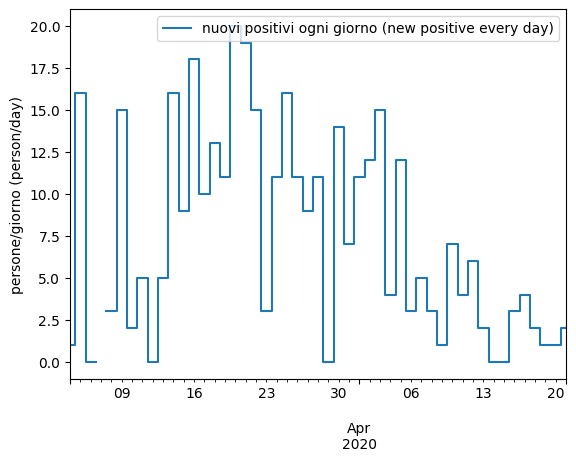 nuovi positivi ogni giorno (new positive every day)
persone/giorno (person/day)
20.0
17.5
15.0
12.5
10.0
7.5
5.0
2.5
0.0
09 16 23 30 06 13 20
Apr
2020